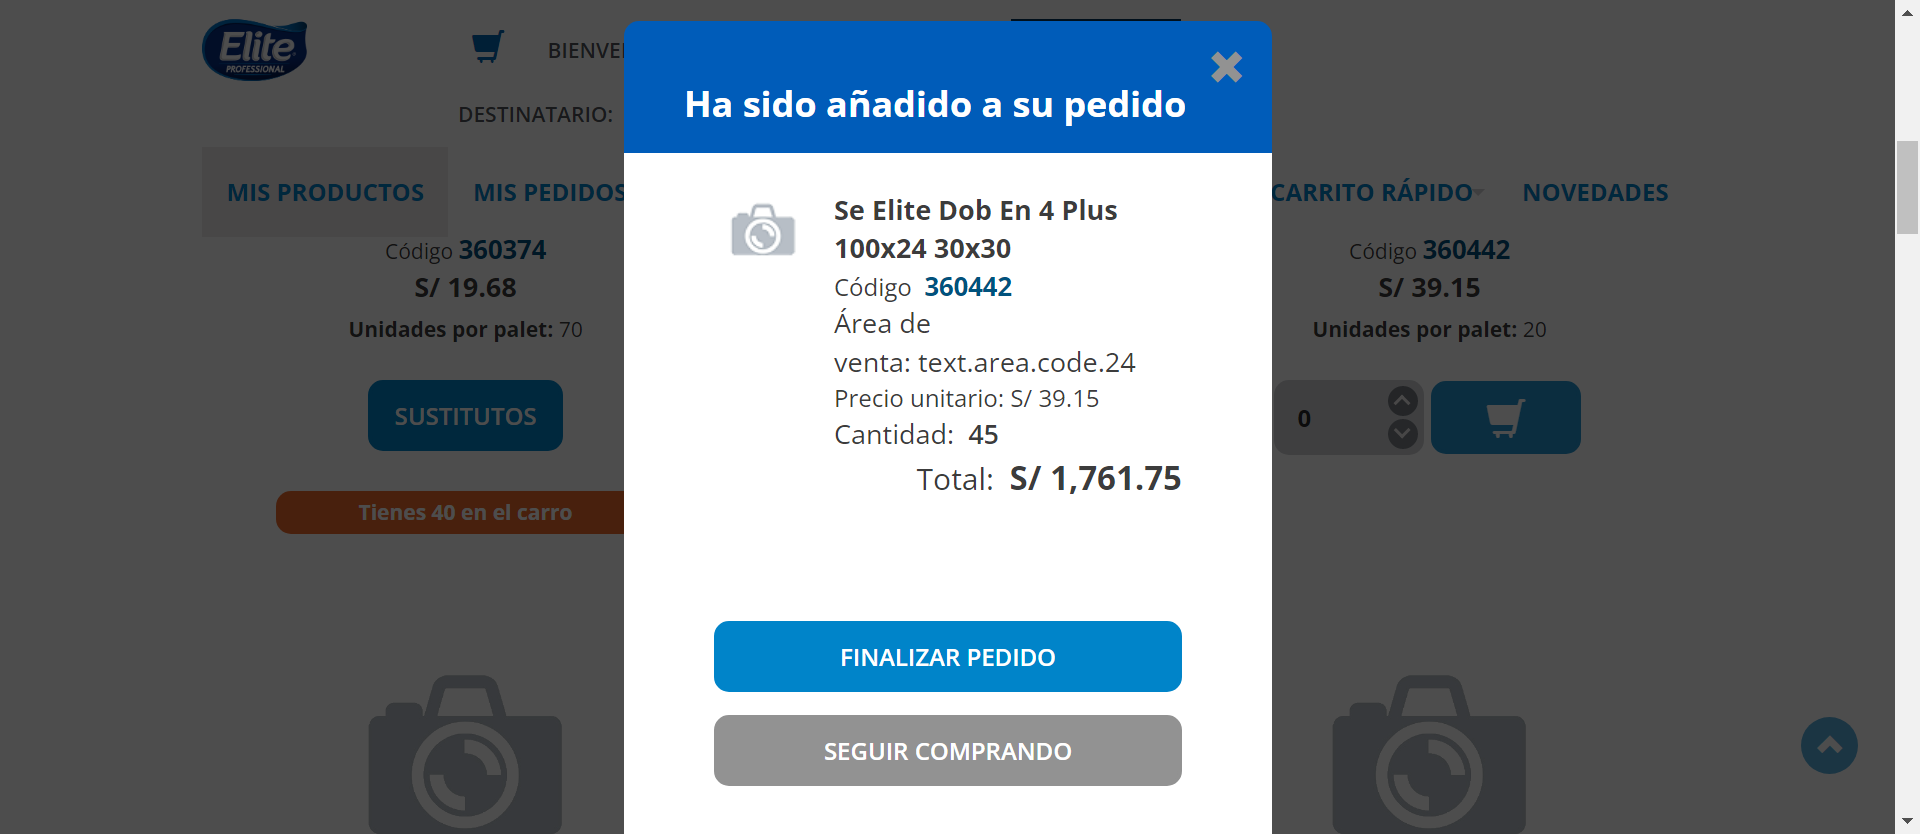 Elite
PROFESSIONAL
DESTINATARIO:
MIS PRODUCTOS
MIS PEDIDOS
CARRITO RÁPIDO
NOVEDADES
Código 360374
S/ 19.68
Unidades por palet: 70
SUSTITUTOS
Tienes 40 en el carro
Ha sido añadido a su pedido
Se Elite Dob En 4 Plus
100x24 30x30
Código 360442
Área de
venta: text.area.code.24
Precio unitario: S/ 39.15
Cantidad: 45
Total: S/ 1,761.75
FINALIZAR PEDIDO
SEGUIR COMPRANDO
Código 360442
S/ 39.15
Unidades por palet: 20
0